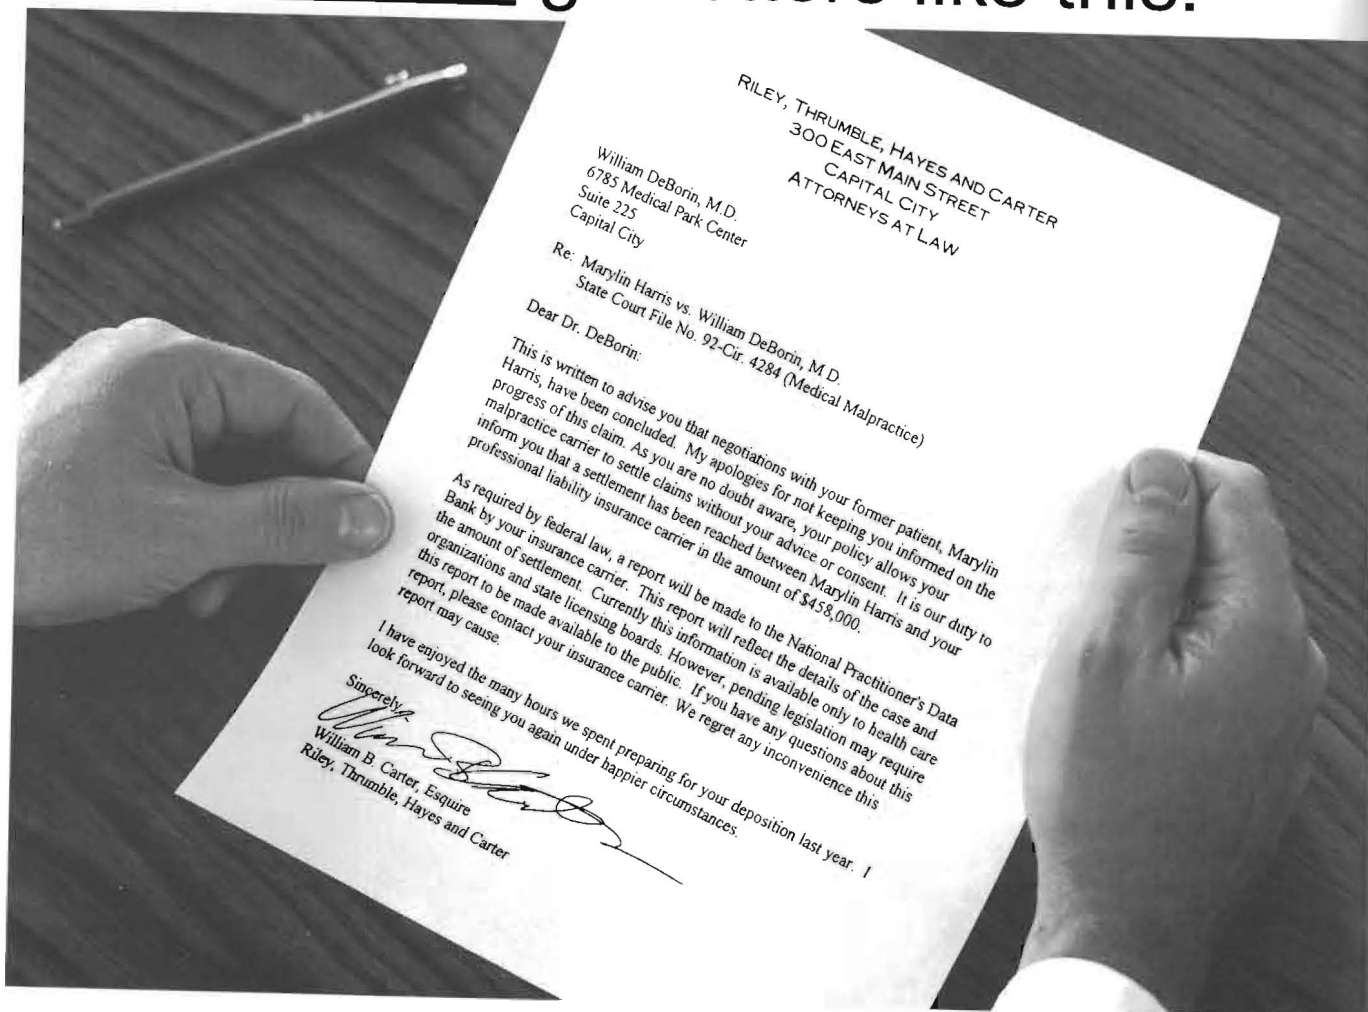 like this.
RILEY, THRUMBLE, HAYES AND CARTER
300 EAST MAIN STREET
CAPITAL CITY
ATTORNEYS AT LAW
William DeBorin, M.D.
6785 Medical Park Center
Suite 225
Capital City
Re: Marylin Harris vs. William DeBorin, M.D.
State Court File No. 92-Cir. 4284 (Medical Malpractice)
Dear Dr. DeBorin:
This is written to advise you that negotiations with your former patient, Marylin
Harris, have been concluded. My apologies for not keeping you informed on the
progress of this claim. As you are no doubt aware, your policy allows your
malpractice carrier to settle claims without your advice or consent. It is our duty to
inform you that a settlement has been reached between Marylin Harris and your
professional liability insurance carrier in the amount of $458,000.
As required by federal law, a report will be made to the National Practitioner's Data
Bank by your insurance carrier. This report will reflect the details of the case and
the amount of settlement. Currently this information is available only to health care
organizations and state licensing boards. However, pending legislation may require
this report to be made available to the public. If you have any questions about this
report, please contact your insurance carrier. We regret any inconvenience this
report may cause.
I have enjoyed the many hours we spent preparing for your deposition last year. I
look forward to seeing you again under happier circumstances.
Sincerely,
William B. Carter, Esquire
Riley, Thrumble, Hayes and Carter